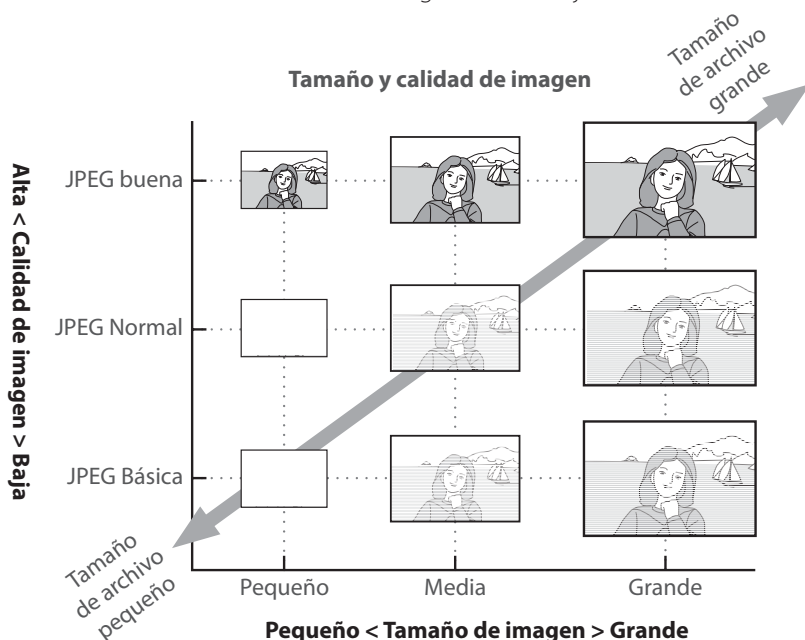 Tamaño y calidad de imagen
Tamaño
de archivo
grande
Alta < Calidad de imagen > Baja
JPEG buena
JPEG Normal
JPEG Básica
Tamaño
de archivo
pequeño
Pequeño
Media
Grande
Pequeño < Tamaño de imagen > Grande